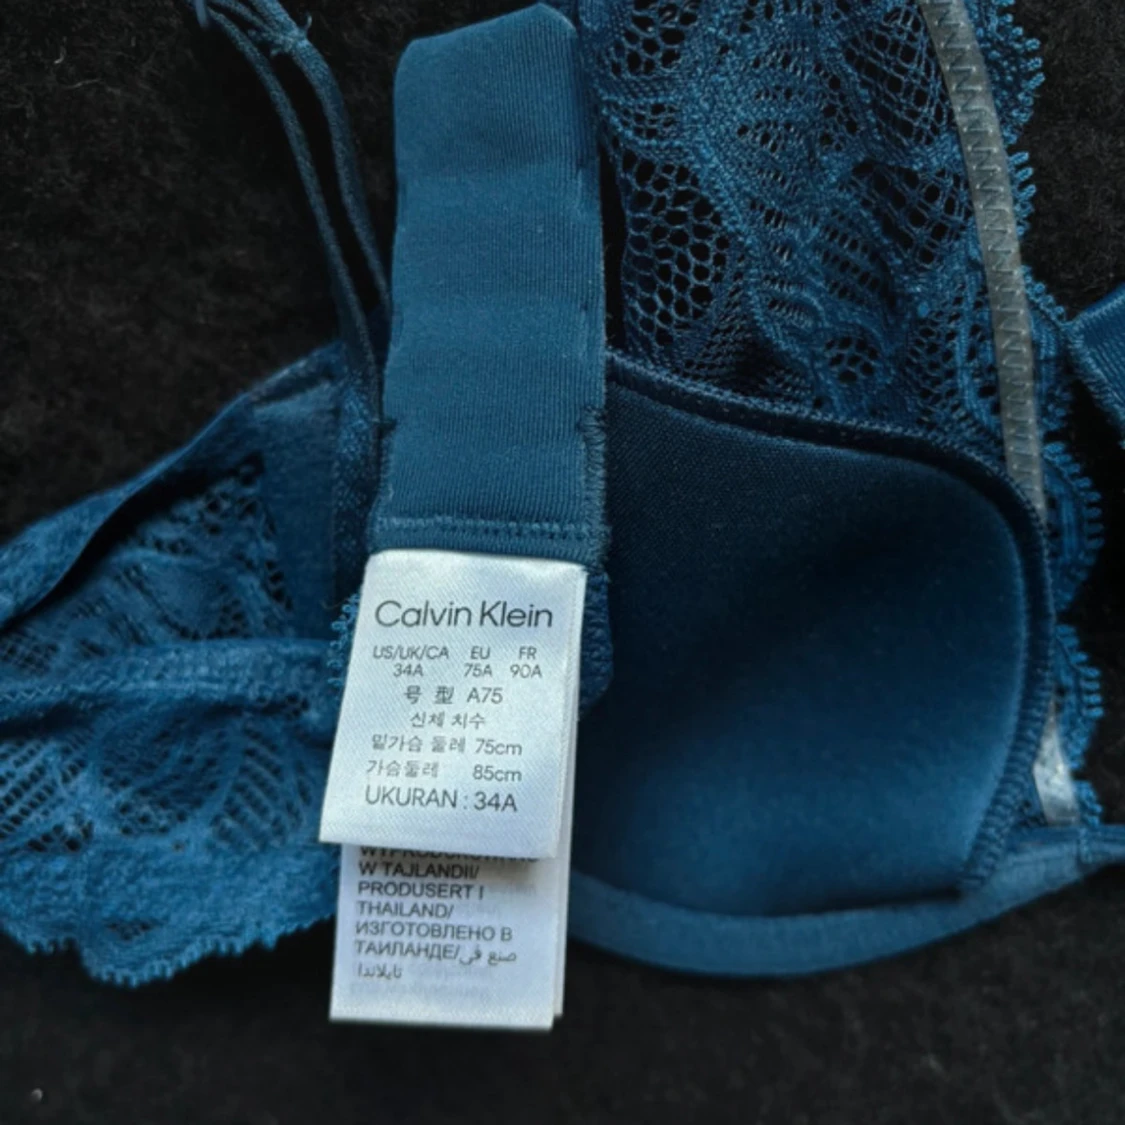 Calvin Klein
US/UK/CA EU FR
34A 75A 90A
号 型 A75
신체 치수
밑가슴 둘레 75cm
가슴둘레 85cm
UKURAN : 34A
W TAJLANDII/
PRODUSERT I
THAILAND/
ИЗГОТОВЛЕНО В
ТАИЛАНДЕ/صنع في
تايلاندا